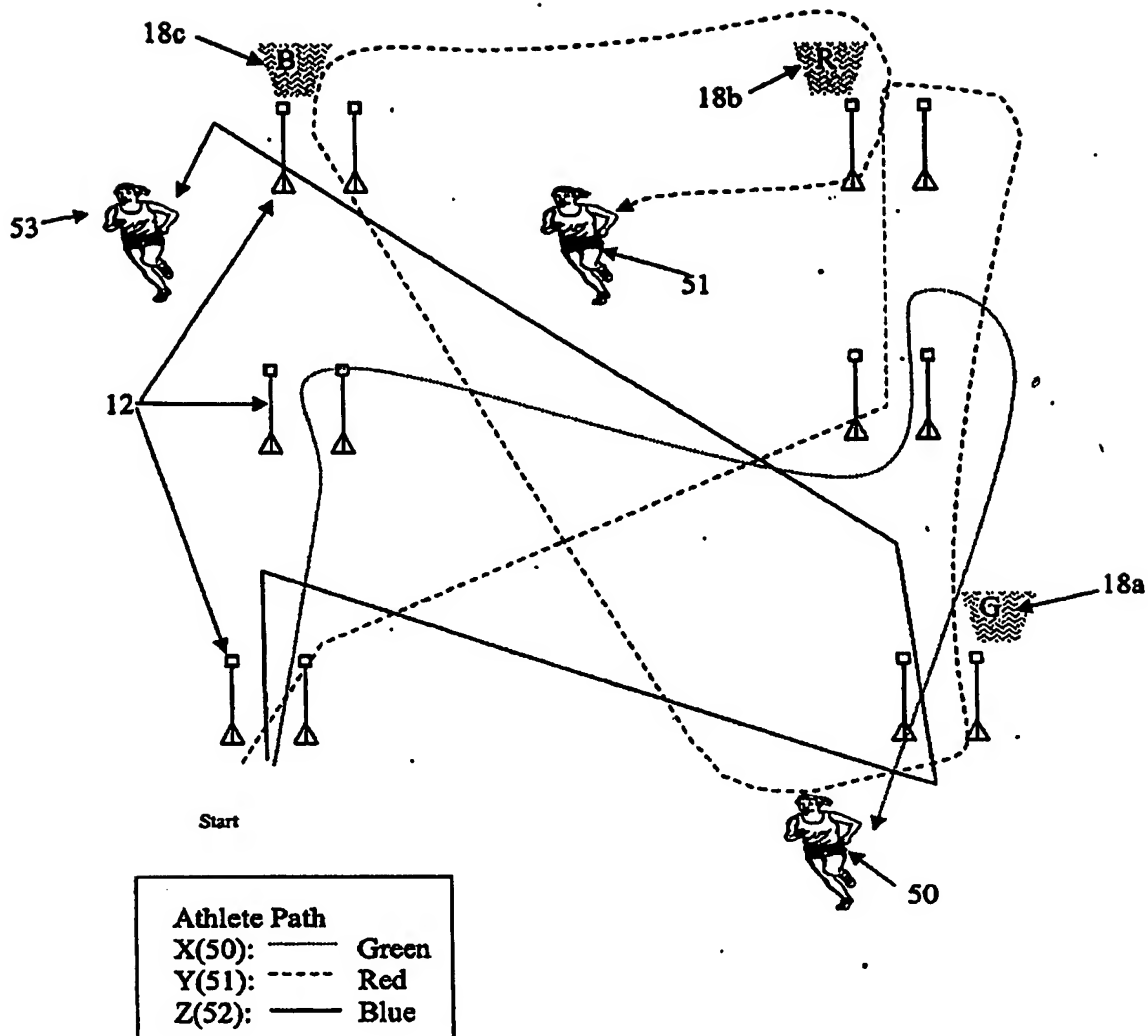 18c
B
R
18b
53
51
12
G
18a
Start
50
Athlete Path
X(50): Green
Y(51): Red
Z(52): Blue